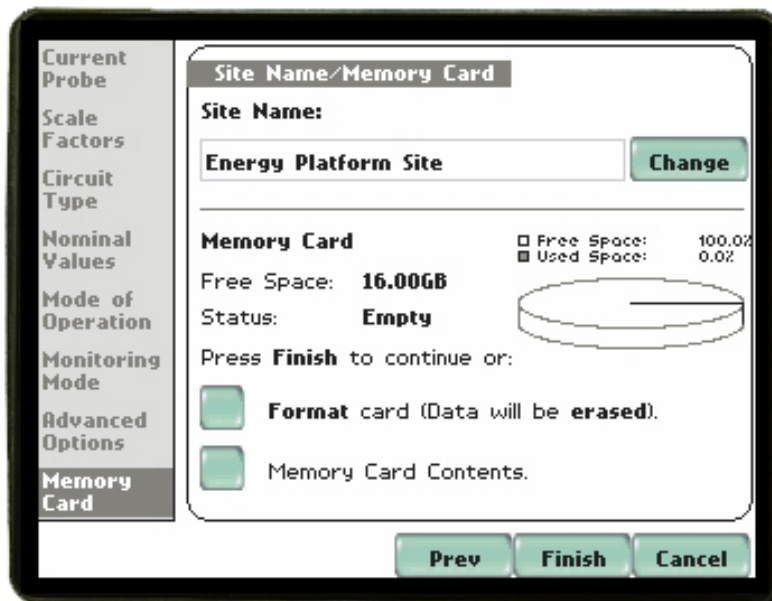 Current
Probe
Scale
Factors
Circuit
Type
Nominal
Values
Mode of
Operation
Monitoring
Mode
Advanced
Options
Memory
Card
Site Name/Memory Card
Site Name:
Energy Platform Site
Change
Memory Card
Free Space: 100.0%
Used Space: 0.0%
Free Space: 16.00GB
Status: Empty
Press Finish to continue or:
Format card (Data will be erased).
Memory Card Contents.
Prev Finish Cancel